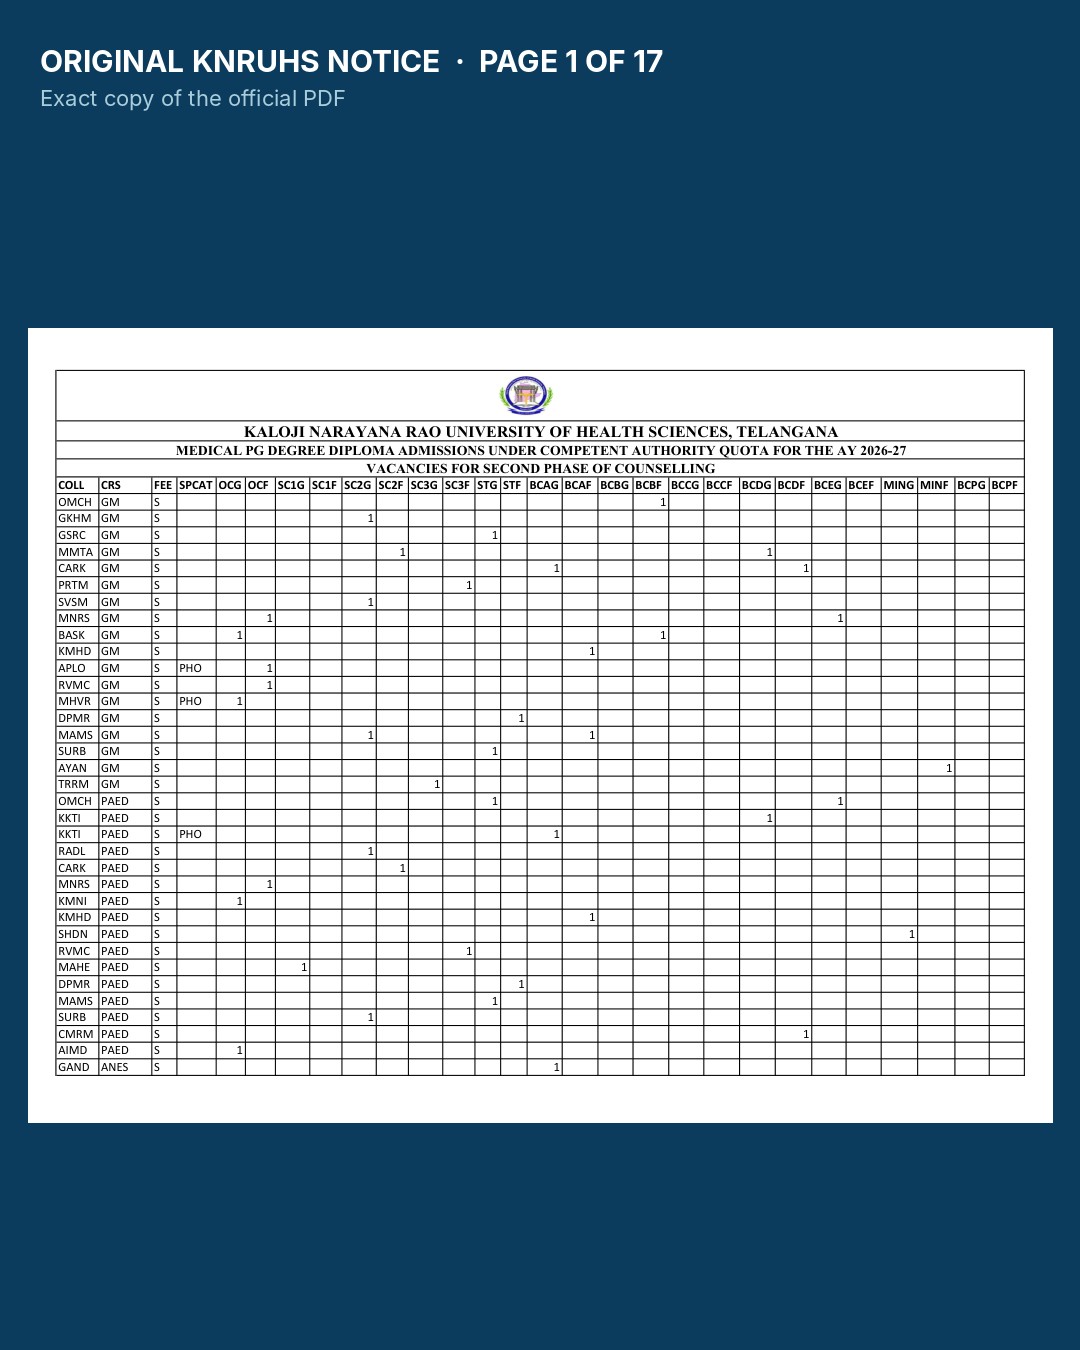 ORIGINAL KNRUHS NOTICE · PAGE 1 OF 17
Exact copy of the official PDF
KALOJI NARAYANA RAO UNIVERSITY OF HEALTH SCIENCES, TELANGANA
MEDICAL PG DEGREE DIPLOMA ADMISSIONS UNDER COMPETENT AUTHORITY QUOTA FOR THE AY 2026-27
VACANCIES FOR SECOND PHASE OF COUNSELLING
COLL CRS FEE SPCAT OCG OCF SC1G SC1F SC2G SC2F SC3G SC3F STG STF BCAG BCAF BCBG BCBF BCCG BCCF BCDG BCDF BCEG BCEF MING MINF BCPG BCPF
OMCH GM S 1
GKHM GM S 1
GSRC GM S 1
MMTA GM S 1 1
CARK GM S 1 1
PRTM GM S 1
SVSM GM S 1
MNRS GM S 1 1
BASK GM S 1 1
KMHD GM S 1
APLO GM S PHO 1
RVMC GM S 1
MHVR GM S PHO 1
DPMR GM S 1
MAMS GM S 1 1
SURB GM S 1
AYAN GM S 1
TRRM GM S 1
OMCH PAED S 1 1
KKTI PAED S 1
KKTI PAED S PHO 1
RADL PAED S 1
CARK PAED S 1
MNRS PAED S 1
KMNI PAED S 1
KMHD PAED S 1
SHDN PAED S 1
RVMC PAED S 1
MAHE PAED S 1
DPMR PAED S 1
MAMS PAED S 1
SURB PAED S 1
CMRM PAED S 1
AIMD PAED S 1
GAND ANES S 1